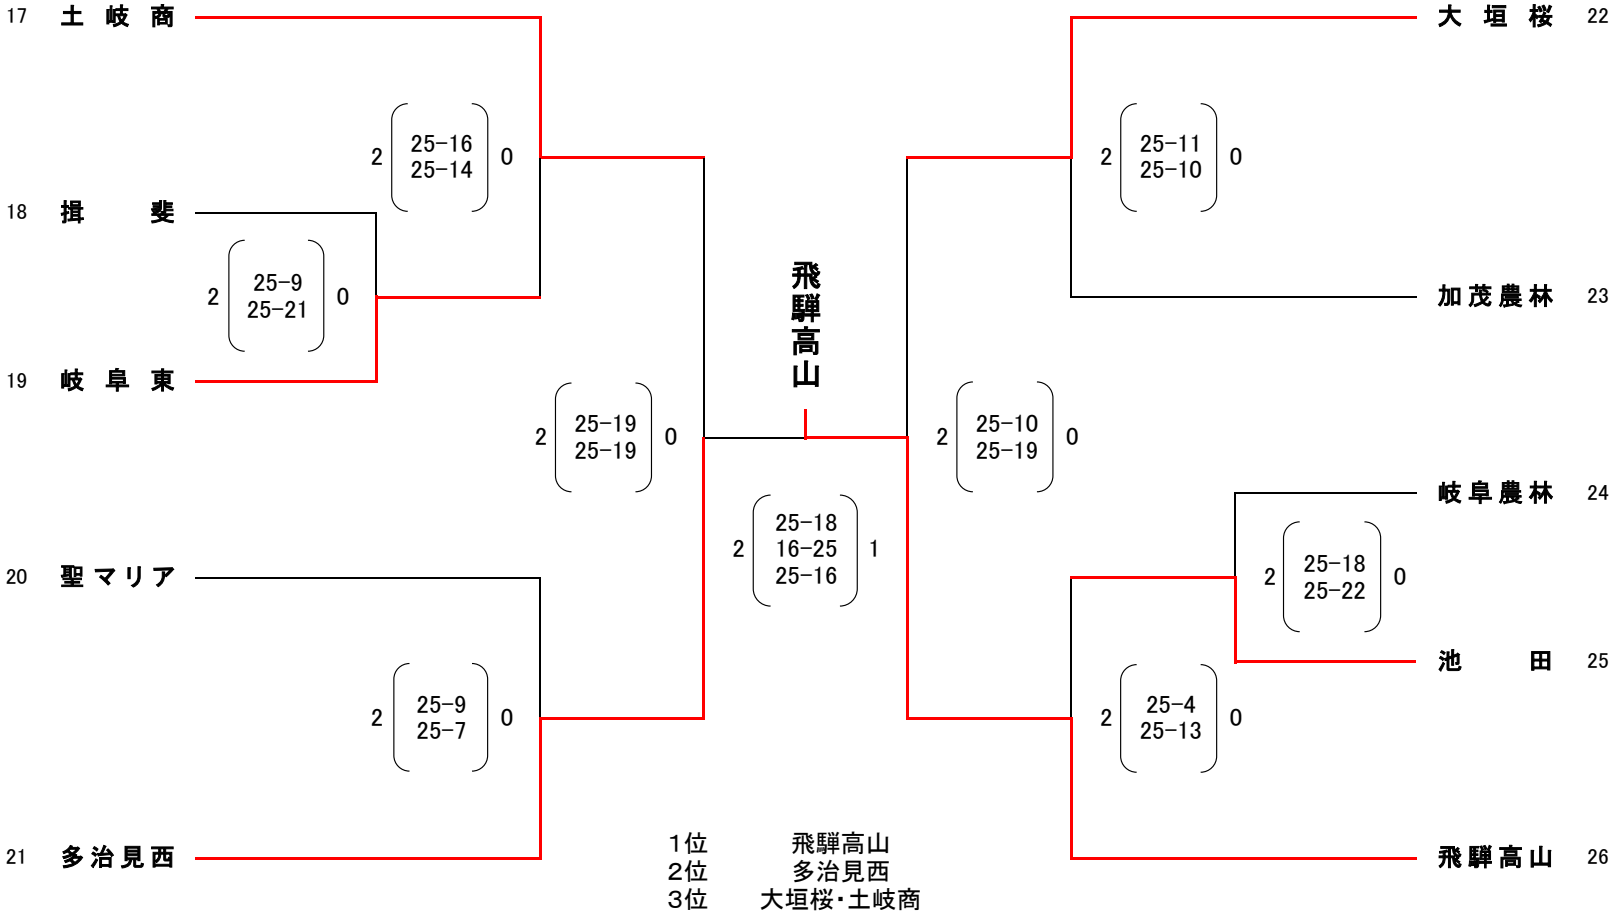 17 土岐商
大垣桜 22
2 25-16 0
25-14
2 25-11 0
25-10
18 揖斐
2 25-9 0
25-21
飛騨高山
加茂農林 23
19 岐阜東
2 25-19 0
25-19
2 25-10 0
25-19
岐阜農林 24
2 25-18 1
16-25
25-16
20 聖マリア
2 25-18 0
25-22
池田 25
2 25-9 0
25-7
2 25-4 0
25-13
21 多治見西
飛騨高山 26
1位 飛騨高山
2位 多治見西
3位 大垣桜・土岐商